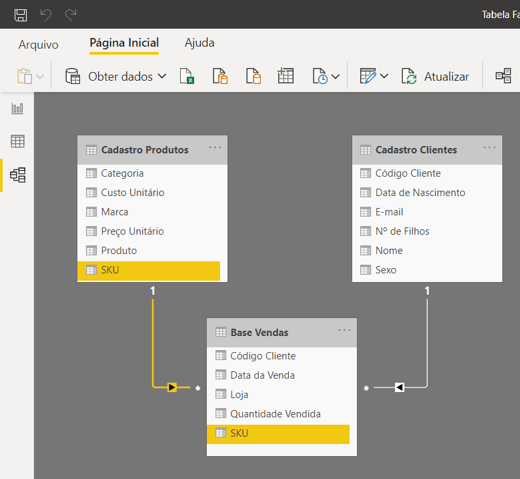 Tabela Fa
Arquivo
Página Inicial
Ajuda
Obter dados
Atualizar
Cadastro Produtos
Categoria
Custo Unitário
Marca
Preço Unitário
Produto
SKU
1
Cadastro Clientes
Código Cliente
Data de Nascimento
E-mail
Nº de Filhos
Nome
Sexo
1
Base Vendas
Código Cliente
Data da Venda
Loja
Quantidade Vendida
SKU
*
*